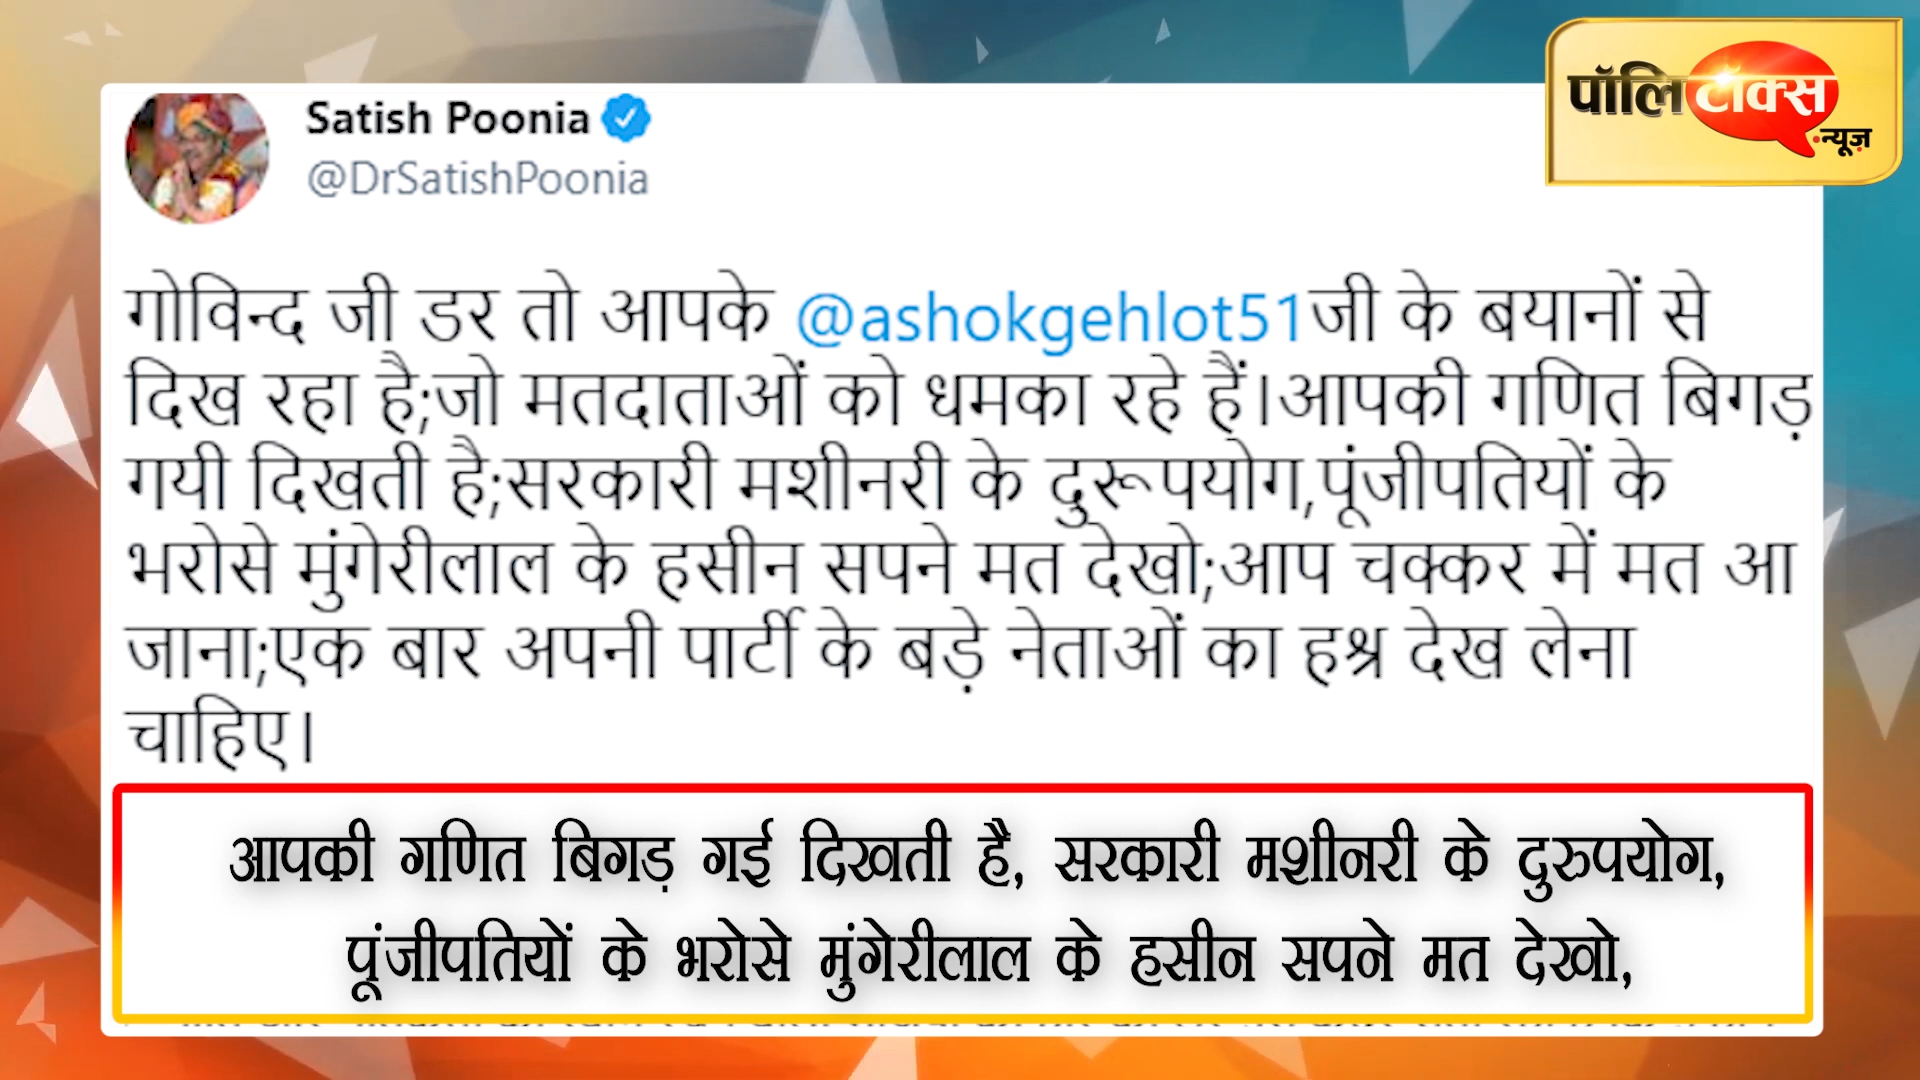 पॉलिटॉक्स
न्यूज़
Satish Poonia
@DrSatishPoonia
गोविन्द जी डर तो आपके @ashokgehlot51जी के बयानों से
दिख रहा है;जो मतदाताओं को धमका रहे हैं।आपकी गणित बिगड़
गयी दिखती है;सरकारी मशीनरी के दुरूपयोग,पूंजीपतियों के
भरोसे मुंगेरीलाल के हसीन सपने मत देखो;आप चक्कर में मत आ
जाना;एक बार अपनी पार्टी के बड़े नेताओं का हश्र देख लेना
चाहिए।
आपकी गणित बिगड़ गई दिखती है, सरकारी मशीनरी के दुरुपयोग,
पूंजीपतियों के भरोसे मुंगेरीलाल के हसीन सपने मत देखो,